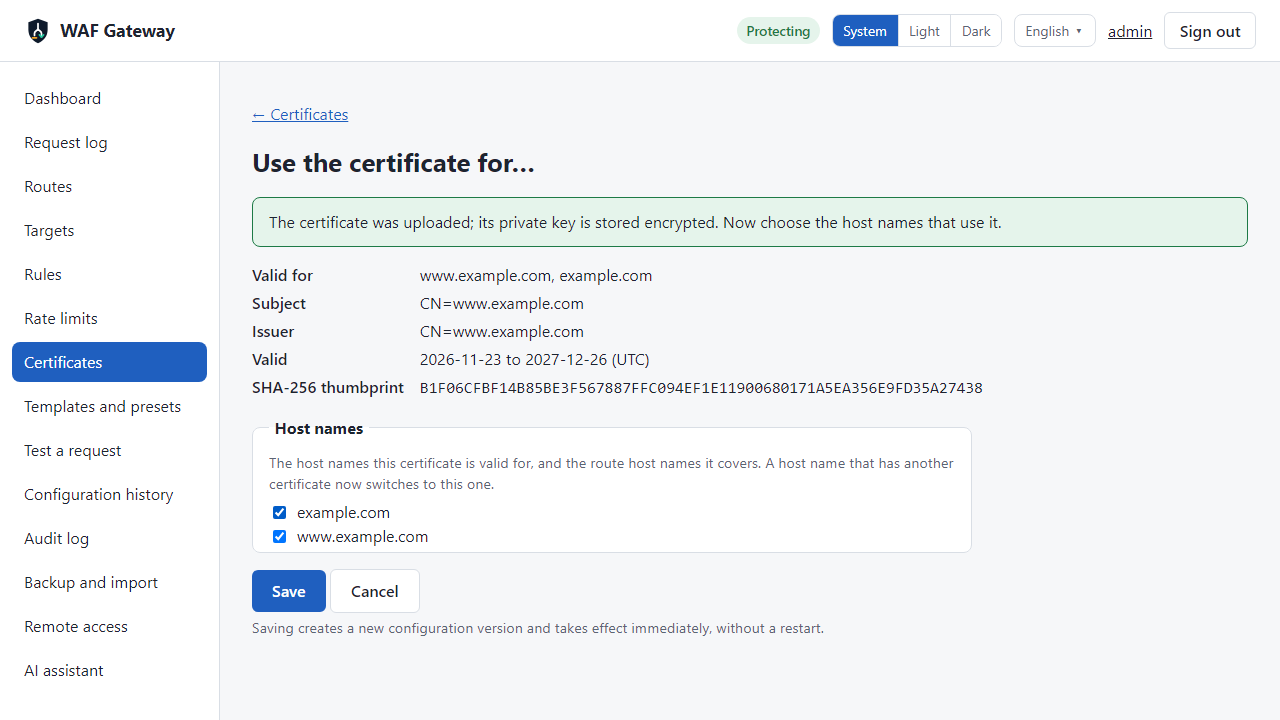 WAF Gateway
Protecting
System
Light
Dark
English ▾
admin
Sign out
Dashboard
Request log
Routes
Targets
Rules
Rate limits
Certificates
Templates and presets
Test a request
Configuration history
Audit log
Backup and import
Remote access
AI assistant
← Certificates
Use the certificate for…
The certificate was uploaded; its private key is stored encrypted. Now choose the host names that use it.
Valid for www.example.com, example.com
Subject CN=www.example.com
Issuer CN=www.example.com
Valid 2026-11-23 to 2027-12-26 (UTC)
SHA-256 thumbprint B1F06CFBF14B85BE3F567887FFC094EF1E11900680171A5EA356E9FD35A27438
Host names
The host names this certificate is valid for, and the route host names it covers. A host name that has another
certificate now switches to this one.
example.com
www.example.com
Save
Cancel
Saving creates a new configuration version and takes effect immediately, without a restart.